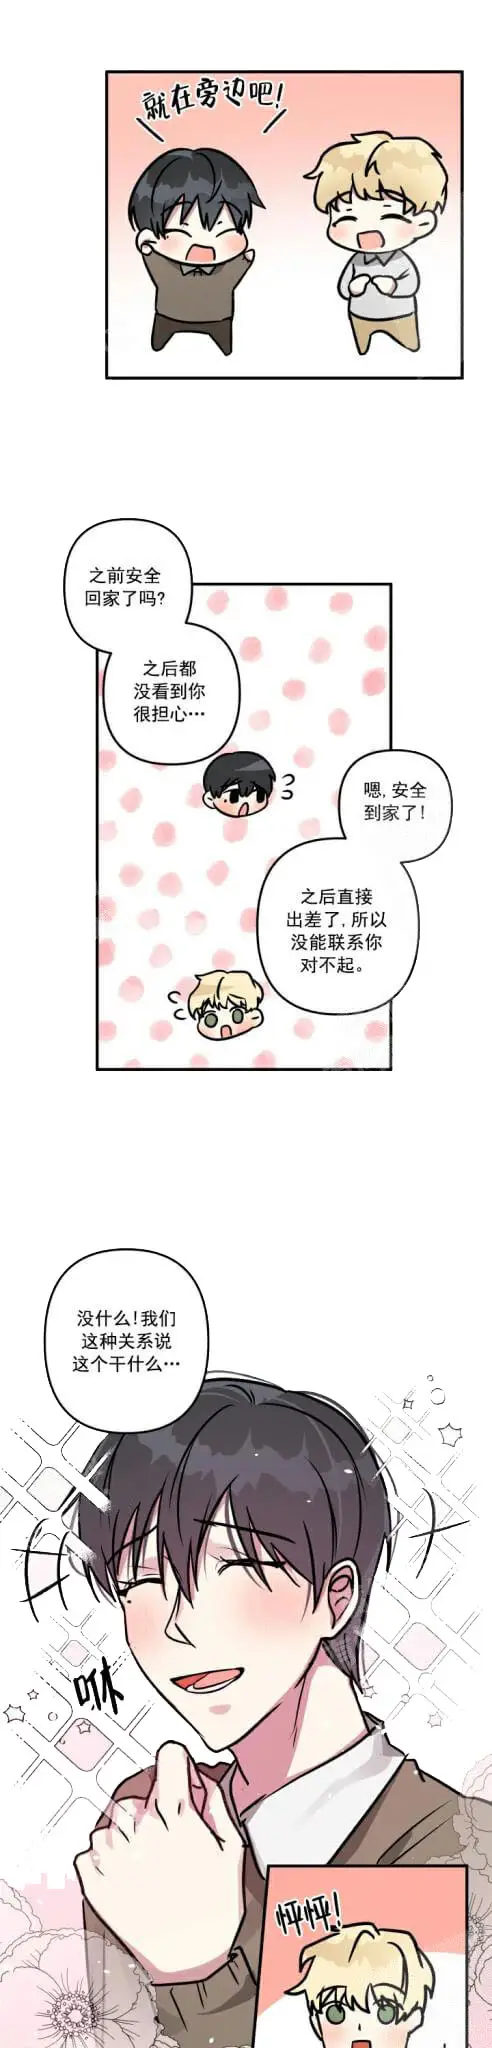 就在旁边吧!
之前安全
回家了吗?
之后都
没看到你
很担心…
嗯,安全
到家了!
之后直接
出差了,所以
没能联系你
对不起。
没什么!我们
这种关系说
这个干什么…
咻
怦怦!